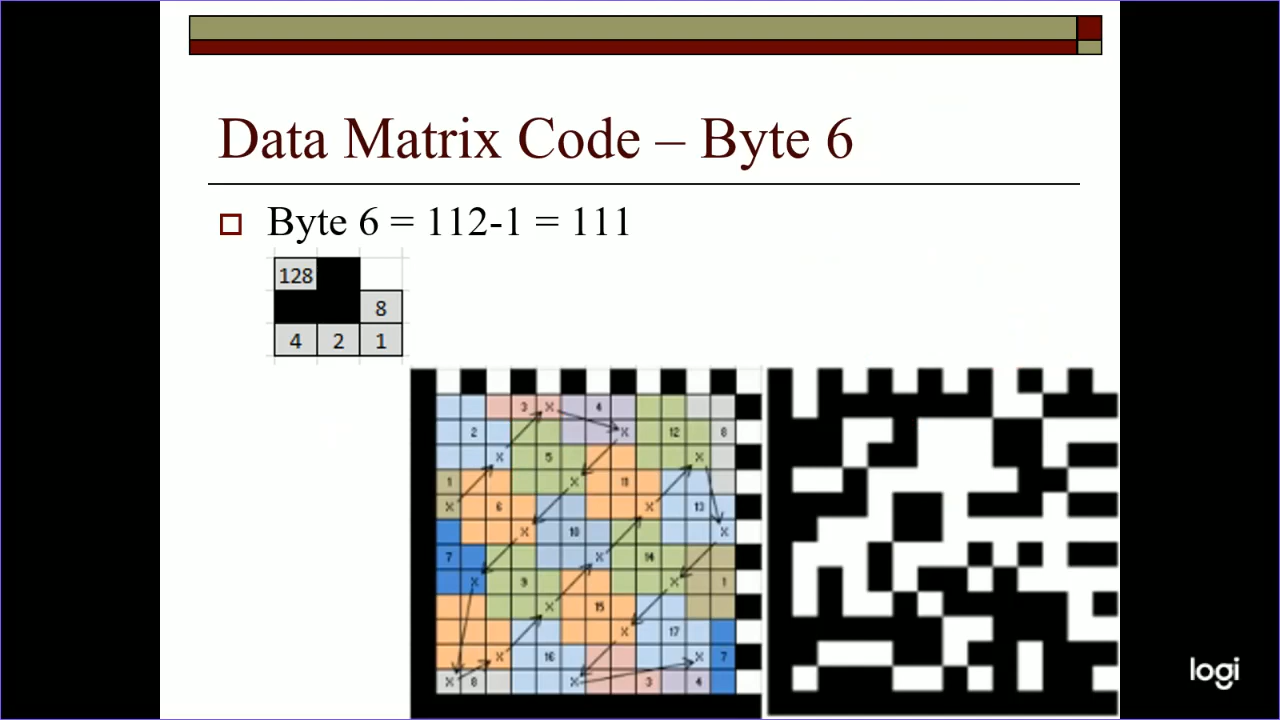 Data Matrix Code – Byte 6
Byte 6 = 112-1 = 111
128
8
4 2 1
3 X 4
2 X 12 8
X 5 X
1 X 11
X 6 X 13
X 10 X
7 X 14
X 9 X 1
X 15
X 17
X 16 X 7
X 8 X 3 4
logi